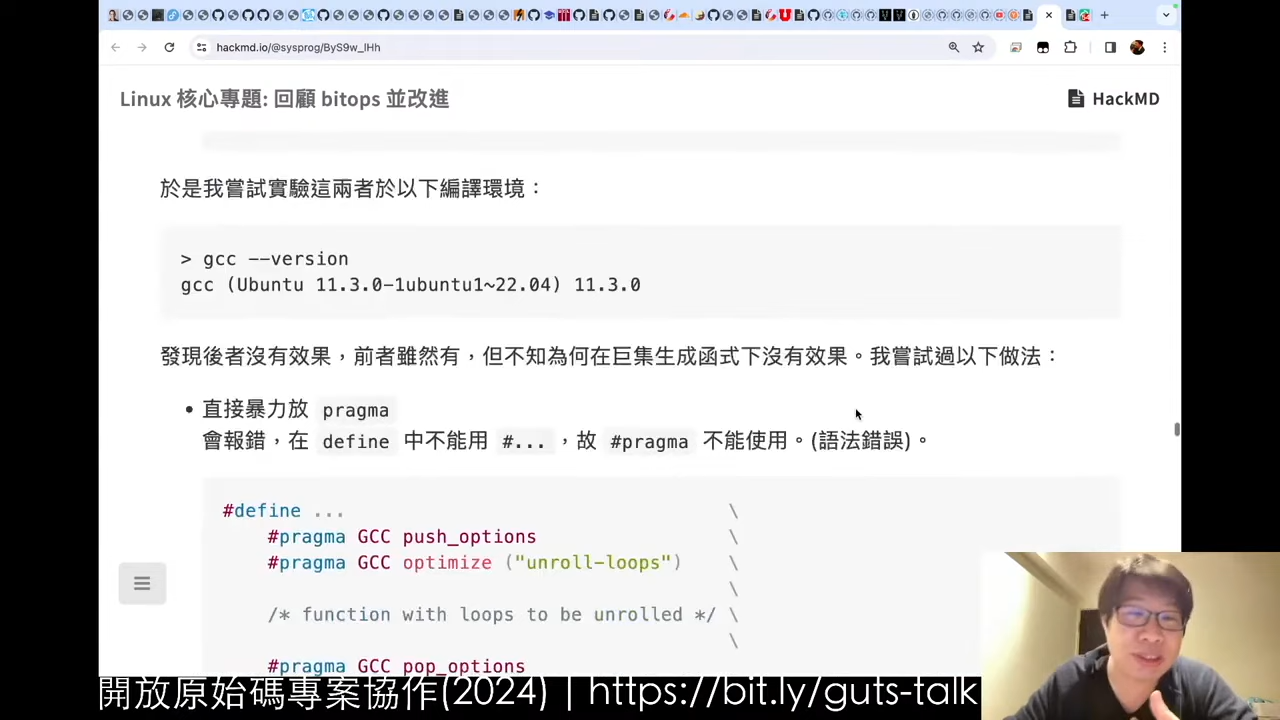 hackmd.io/@sysprog/ByS9w_lHh
Linux 核心專題: 回顧 bitops 並改進
HackMD
於是我嘗試實驗這兩者於以下編譯環境：
> gcc --version
gcc (Ubuntu 11.3.0-1ubuntu1~22.04) 11.3.0
發現後者沒有效果，前者雖然有，但不知為何在巨集生成函式下沒有效果。我嘗試過以下做法：
• 直接暴力放 pragma
會報錯，在 define 中不能用 #... ，故 #pragma 不能使用。(語法錯誤)。
#define ... \
#pragma GCC push_options \
#pragma GCC optimize ("unroll-loops") \
\
/* function with loops to be unrolled */ \
\
#pragma GCC pop_options
開放原始碼專案協作(2024) | https://bit.ly/guts-talk